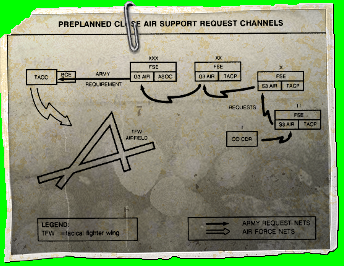 PREPLANNED CLOSE AIR SUPPORT REQUEST CHANNELS
XXX
FSE
G3 AIR ASOC
XX
FSE
G3 AIR TACP
X
FSE
S3 AIR TACP
TACC
BCE
ARMY
REQUIREMENT
REQUESTS
I I
FSE
S3 AIR TACP
I
CO CDR
TFW
AIRFIELD
LEGEND:
TFW = tactical fighter wing
ARMY REQUEST NETS
AIR FORCE NETS